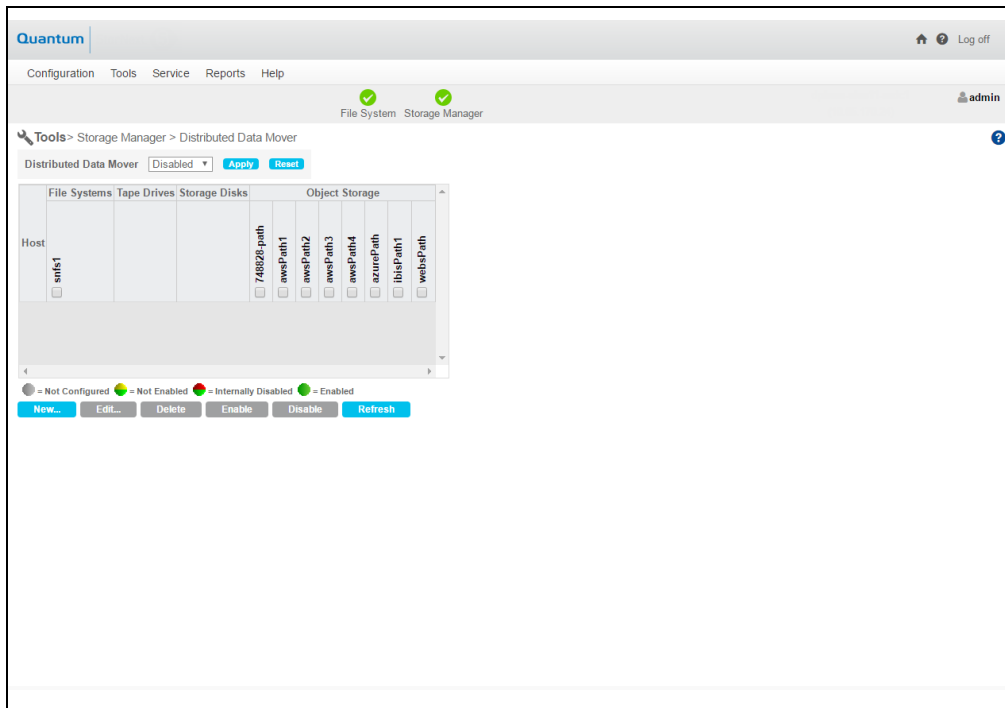 Quantum
Log off
Configuration Tools Service Reports Help
File System Storage Manager
admin
Tools> Storage Manager > Distributed Data Mover
Distributed Data Mover Disabled Apply Reset
File Systems Tape Drives Storage Disks Object Storage
Host
snfs1
748828-path
awsPath1
awsPath2
awsPath3
awsPath4
azurePath
ibisPath1
websPath
= Not Configured = Not Enabled = Internally Disabled = Enabled
New... Edit... Delete Enable Disable Refresh